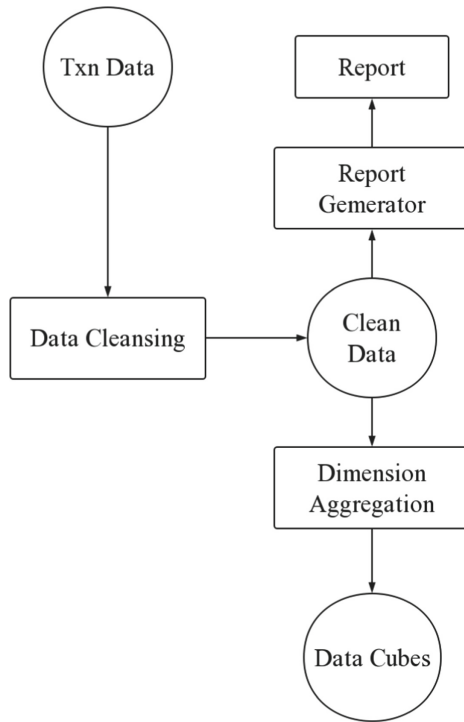 Txn Data
Report
Report
Gemerator
Data Cleansing
Clean
Data
Dimension
Aggregation
Data Cubes